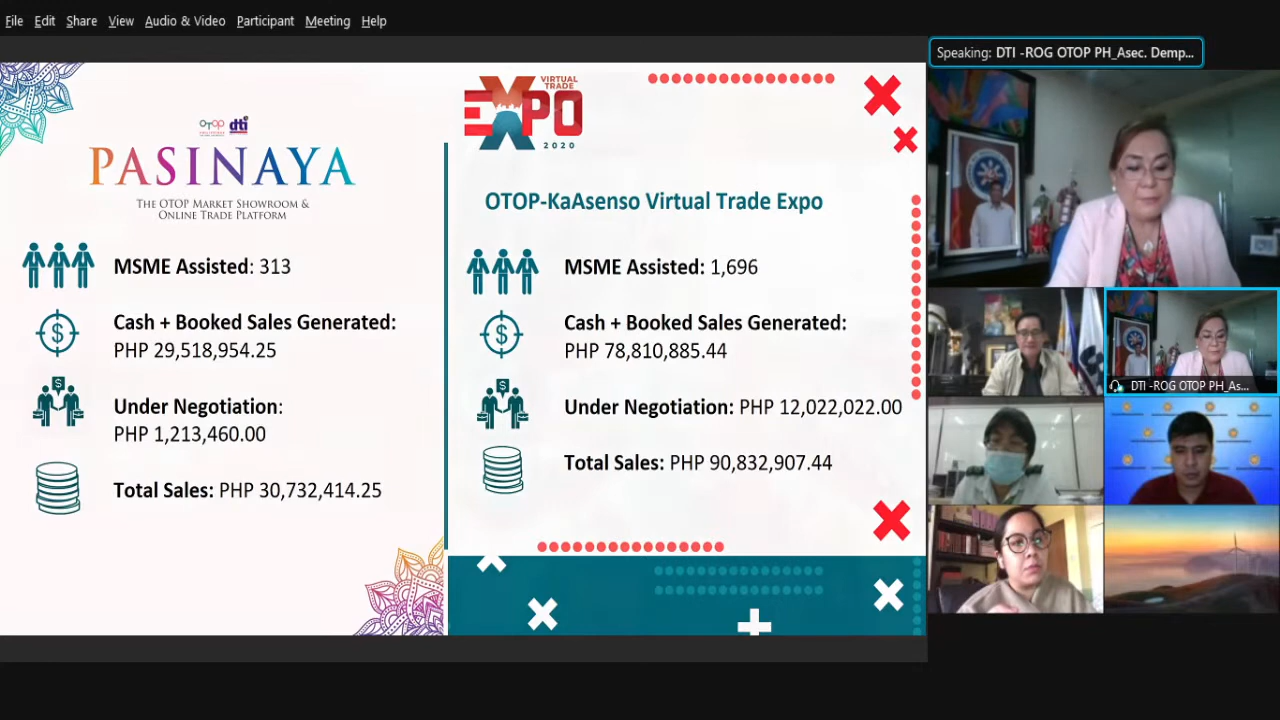 File Edit Share View Audio & Video Participant Meeting Help
Speaking: DTI -ROG OTOP PH_Asec. Demp...
OTOP dti
PASINAYA
THE OTOP MARKET SHOWROOM &
ONLINE TRADE PLATFORM
MSME Assisted: 313
Cash + Booked Sales Generated:
PHP 29,518,954.25
Under Negotiation:
PHP 1,213,460.00
Total Sales: PHP 30,732,414.25
VIRTUAL
TRADE
EXPO
2020
OTOP-KaAsenso Virtual Trade Expo
MSME Assisted: 1,696
Cash + Booked Sales Generated:
PHP 78,810,885.44
Under Negotiation: PHP 12,022,022.00
Total Sales: PHP 90,832,907.44
DTI -ROG OTOP PH_As...